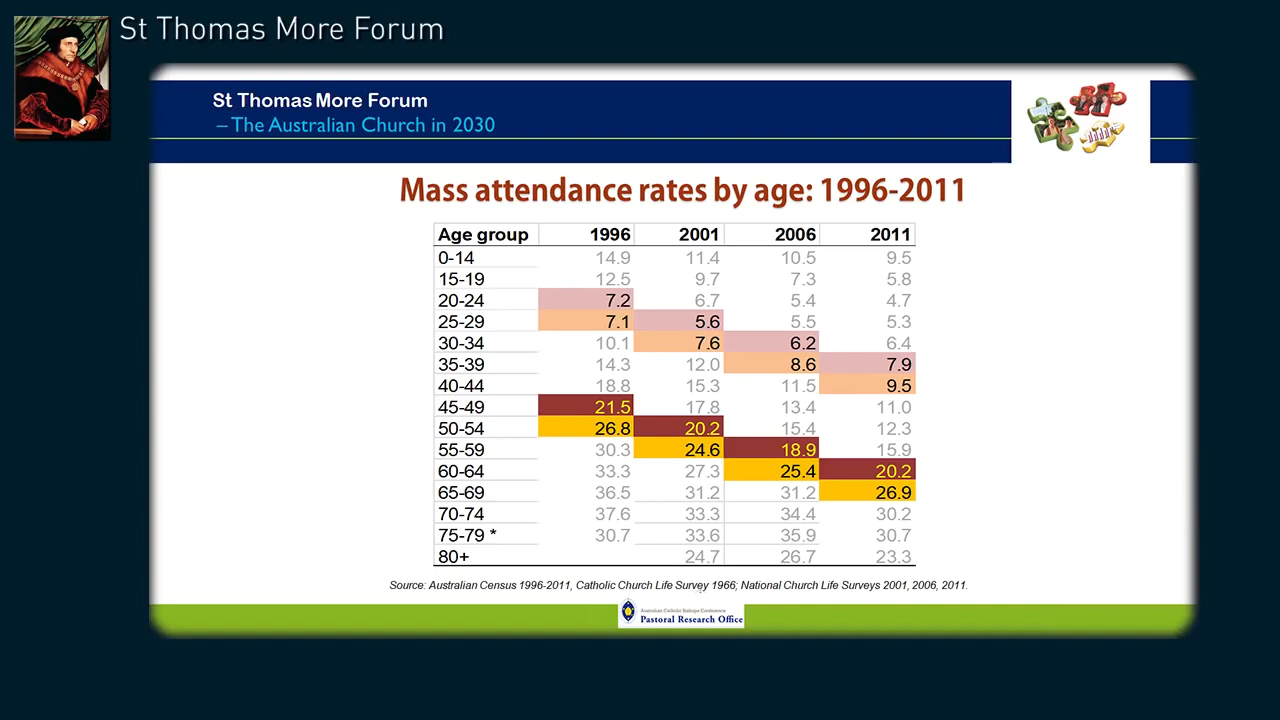 St Thomas More Forum
St Thomas More Forum
– The Australian Church in 2030
Mass attendance rates by age: 1996-2011
Age group 1996 2001 2006 2011
0-14 14.9 11.4 10.5 9.5
15-19 12.5 9.7 7.3 5.8
20-24 7.2 6.7 5.4 4.7
25-29 7.1 5.6 5.5 5.3
30-34 10.1 7.6 6.2 6.4
35-39 14.3 12.0 8.6 7.9
40-44 18.8 15.3 11.5 9.5
45-49 21.5 17.8 13.4 11.0
50-54 26.8 20.2 15.4 12.3
55-59 30.3 24.6 18.9 15.9
60-64 33.3 27.3 25.4 20.2
65-69 36.5 31.2 31.2 26.9
70-74 37.6 33.3 34.4 30.2
75-79 * 30.7 33.6 35.9 30.7
80+ 24.7 26.7 23.3
Source: Australian Census 1996-2011, Catholic Church Life Survey 1966; National Church Life Surveys 2001, 2006, 2011.
Australian Catholic Bishops Conference
Pastoral Research Office